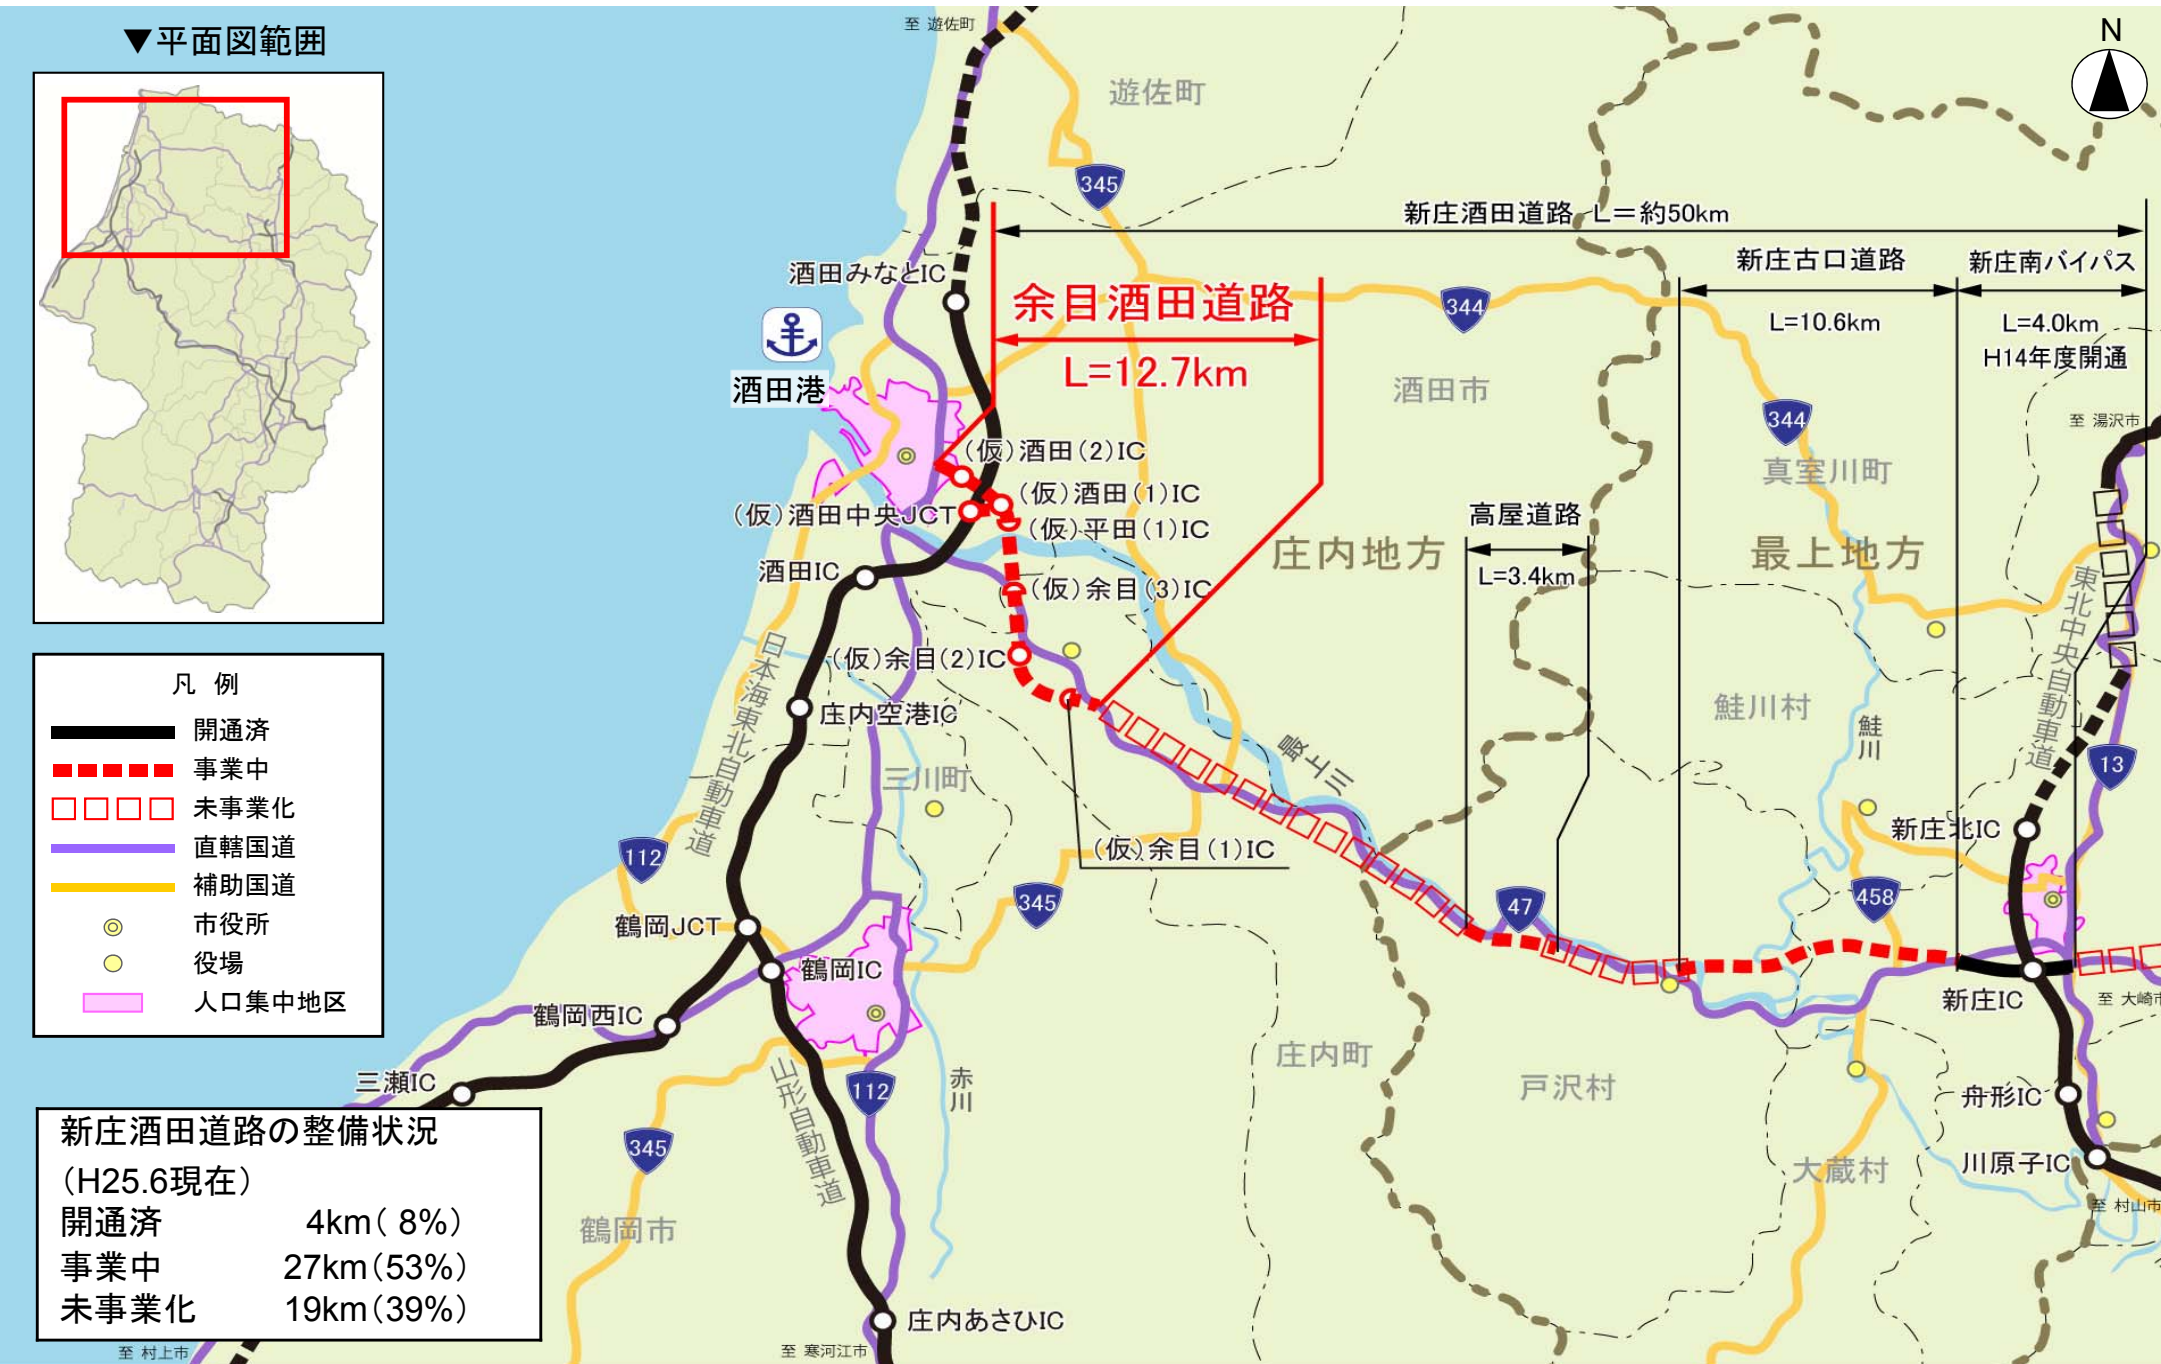 ▼平面図範囲
凡 例
開通済
事業中
未事業化
直轄国道
補助国道
市役所
役場
人口集中地区
新庄酒田道路の整備状況
(H25.6現在)
開通済 4km( 8%)
事業中 27km(53%)
未事業化 19km(39%)
至 遊佐町
遊佐町
N
345
新庄酒田道路 L=約50km
新庄古口道路
新庄南バイパス
酒田みなとIC
余目酒田道路
344
L=10.6km
L=4.0km
H14年度開通
L=12.7km
酒田港
酒田市
344
至 湯沢市
(仮)酒田(2)IC
真室川町
(仮)酒田(1)IC
(仮)酒田中央JCT
(仮)平田(1)IC
高屋道路
庄内地方
最上地方
酒田IC
L=3.4km
(仮)余目(3)IC
東北中央自動車道
日本海東北自動車道
(仮)余目(2)IC
庄内空港IC
鮭川村
鮭川
最上川
13
三川町
112
(仮)余目(1)IC
新庄北IC
345
47
458
鶴岡JCT
鶴岡IC
新庄IC
至 大崎市
鶴岡西IC
庄内町
三瀬IC
山形自動車道
112
赤川
戸沢村
舟形IC
345
大蔵村
川原子IC
至 村山市
鶴岡市
庄内あさひIC
至 村上市
至 寒河江市